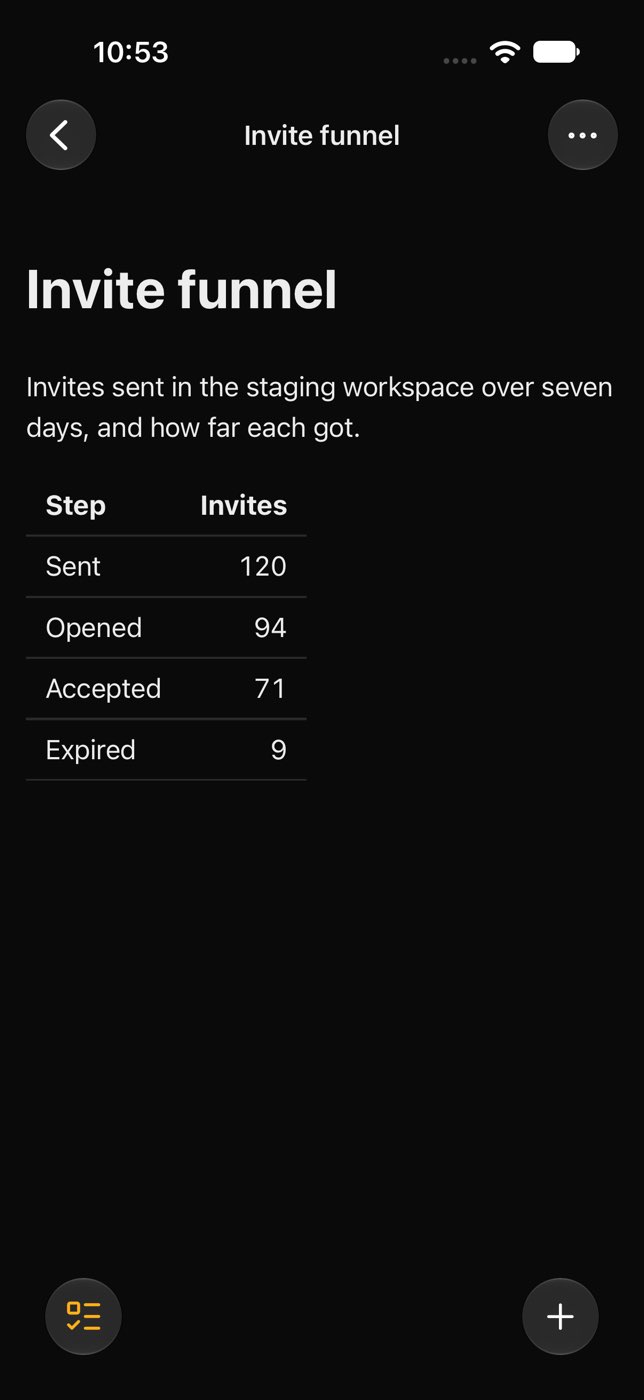 10:53
Invite funnel
Invite funnel
Invites sent in the staging workspace over seven
days, and how far each got.
Step Invites
Sent 120
Opened 94
Accepted 71
Expired 9